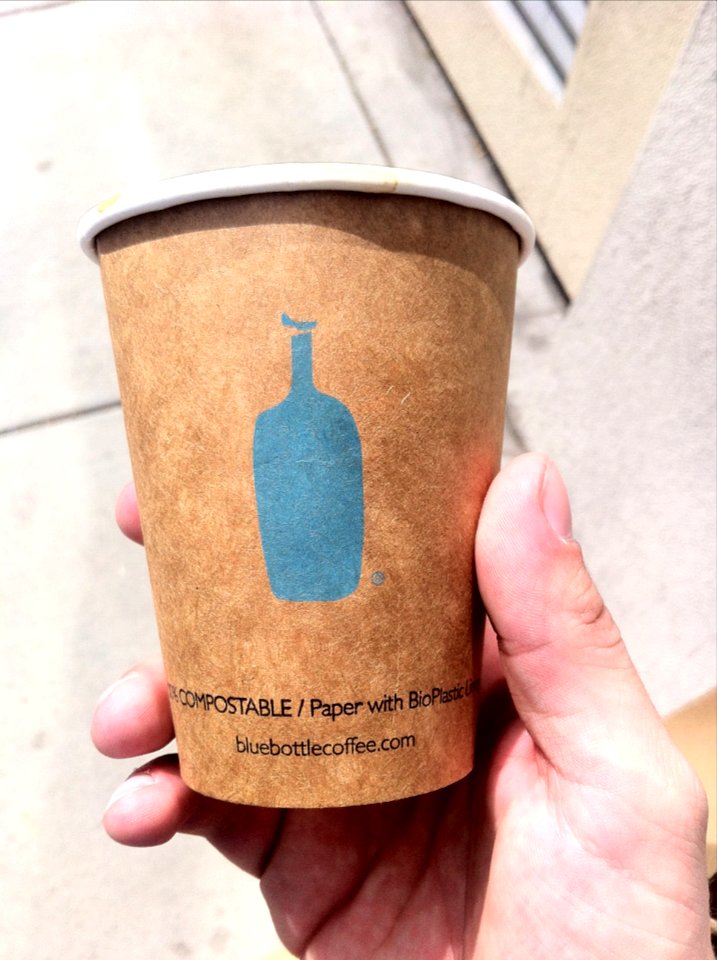 % COMPOSTABLE / Paper with BioPlastic
bluebottlecoffee.com
®